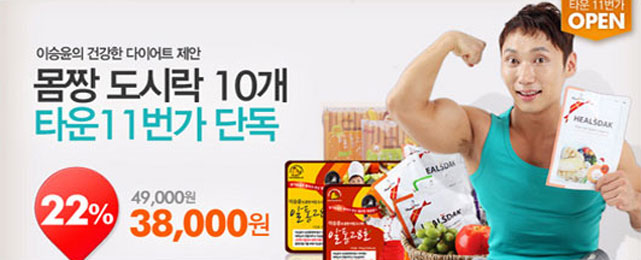 타운 11번가
OPEN
이승윤의 건강한 다이어트 제안
몸짱 도시락 10개
타운11번가 단독
22%
49,000원
38,000원
HEALSDAK
HEALSDAK